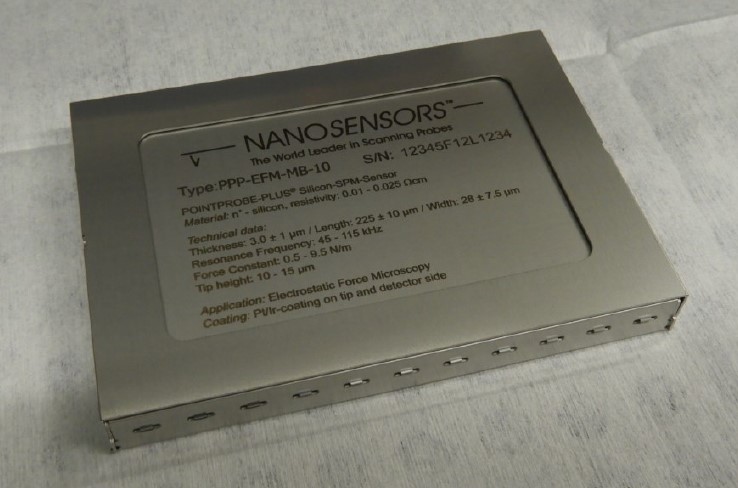 NANOSENSORS™
The World Leader in Scanning Probes
Type: PPP-EFM-MB-10 S/N: 12345F12L1234
POINTPROBE-PLUS® Silicon-SPM-Sensor
Material: n⁺ - silicon, resistivity: 0.01 - 0.025 Ωcm
Technical data:
Thickness: 3.0 ± 1 µm / Length: 225 ± 10 µm / Width: 28 ± 7.5 µm
Resonance Frequency: 45 - 115 kHz
Force Constant: 0.5 - 9.5 N/m
Tip height: 10 - 15 µm
Application: Electrostatic Force Microscopy
Coating: PtIr-coating on tip and detector side